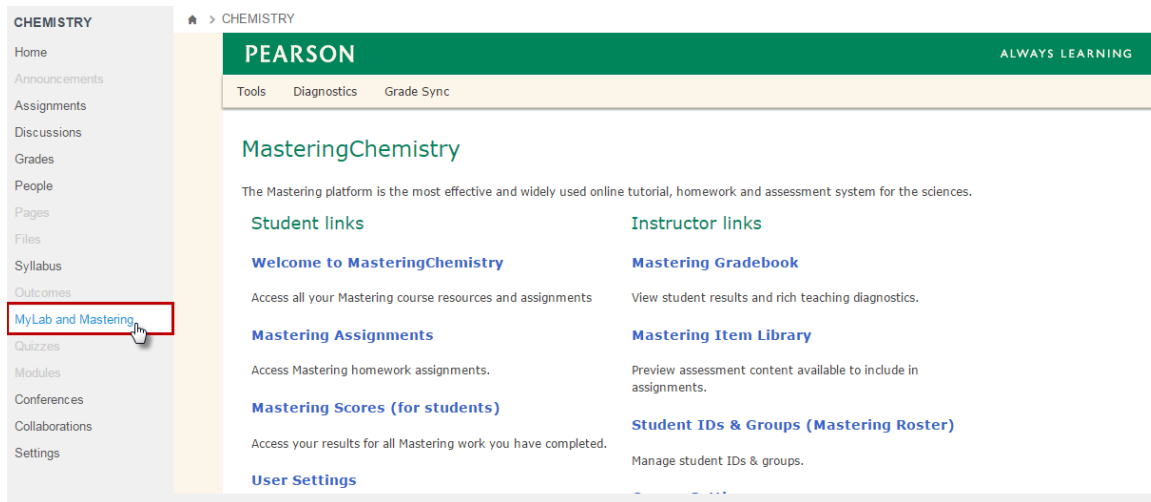 CHEMISTRY
Home
Announcements
Assignments
Discussions
Grades
People
Pages
Files
Syllabus
Outcomes
MyLab and Mastering
Quizzes
Modules
Conferences
Collaborations
Settings
> CHEMISTRY
PEARSON
ALWAYS LEARNING
Tools Diagnostics Grade Sync
MasteringChemistry
The Mastering platform is the most effective and widely used online tutorial, homework and assessment system for the sciences.
Student links
Welcome to MasteringChemistry
Access all your Mastering course resources and assignments
Mastering Assignments
Access Mastering homework assignments.
Mastering Scores (for students)
Access your results for all Mastering work you have completed.
User Settings
Instructor links
Mastering Gradebook
View student results and rich teaching diagnostics.
Mastering Item Library
Preview assessment content available to include in
assignments.
Student IDs & Groups (Mastering Roster)
Manage student IDs & groups.